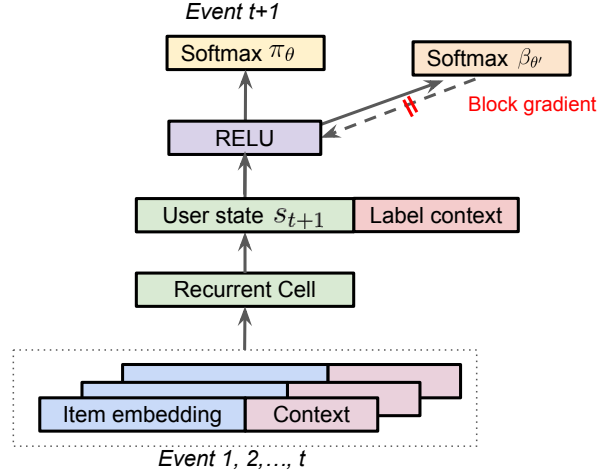 Event t+1
Softmax πθ
Softmax βθ′
Block gradient
RELU
User state st+1 Label context
Recurrent Cell
Item embedding Context
Event 1, 2,..., t